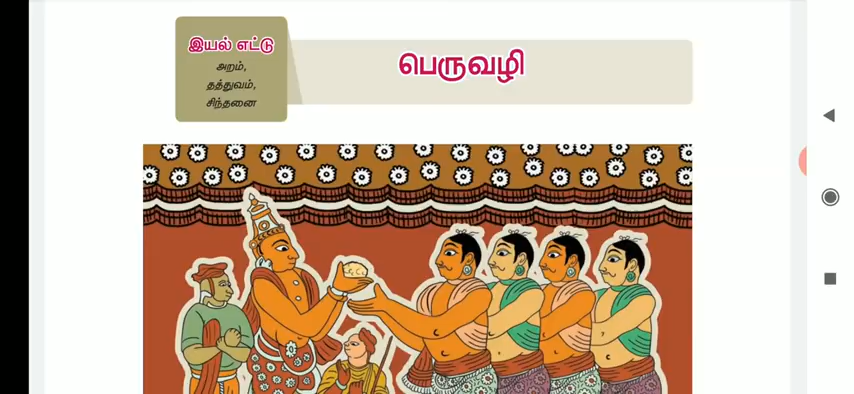 இயல் எட்டு
அறம்,
தத்துவம்,
சிந்தனை
பெருவழி